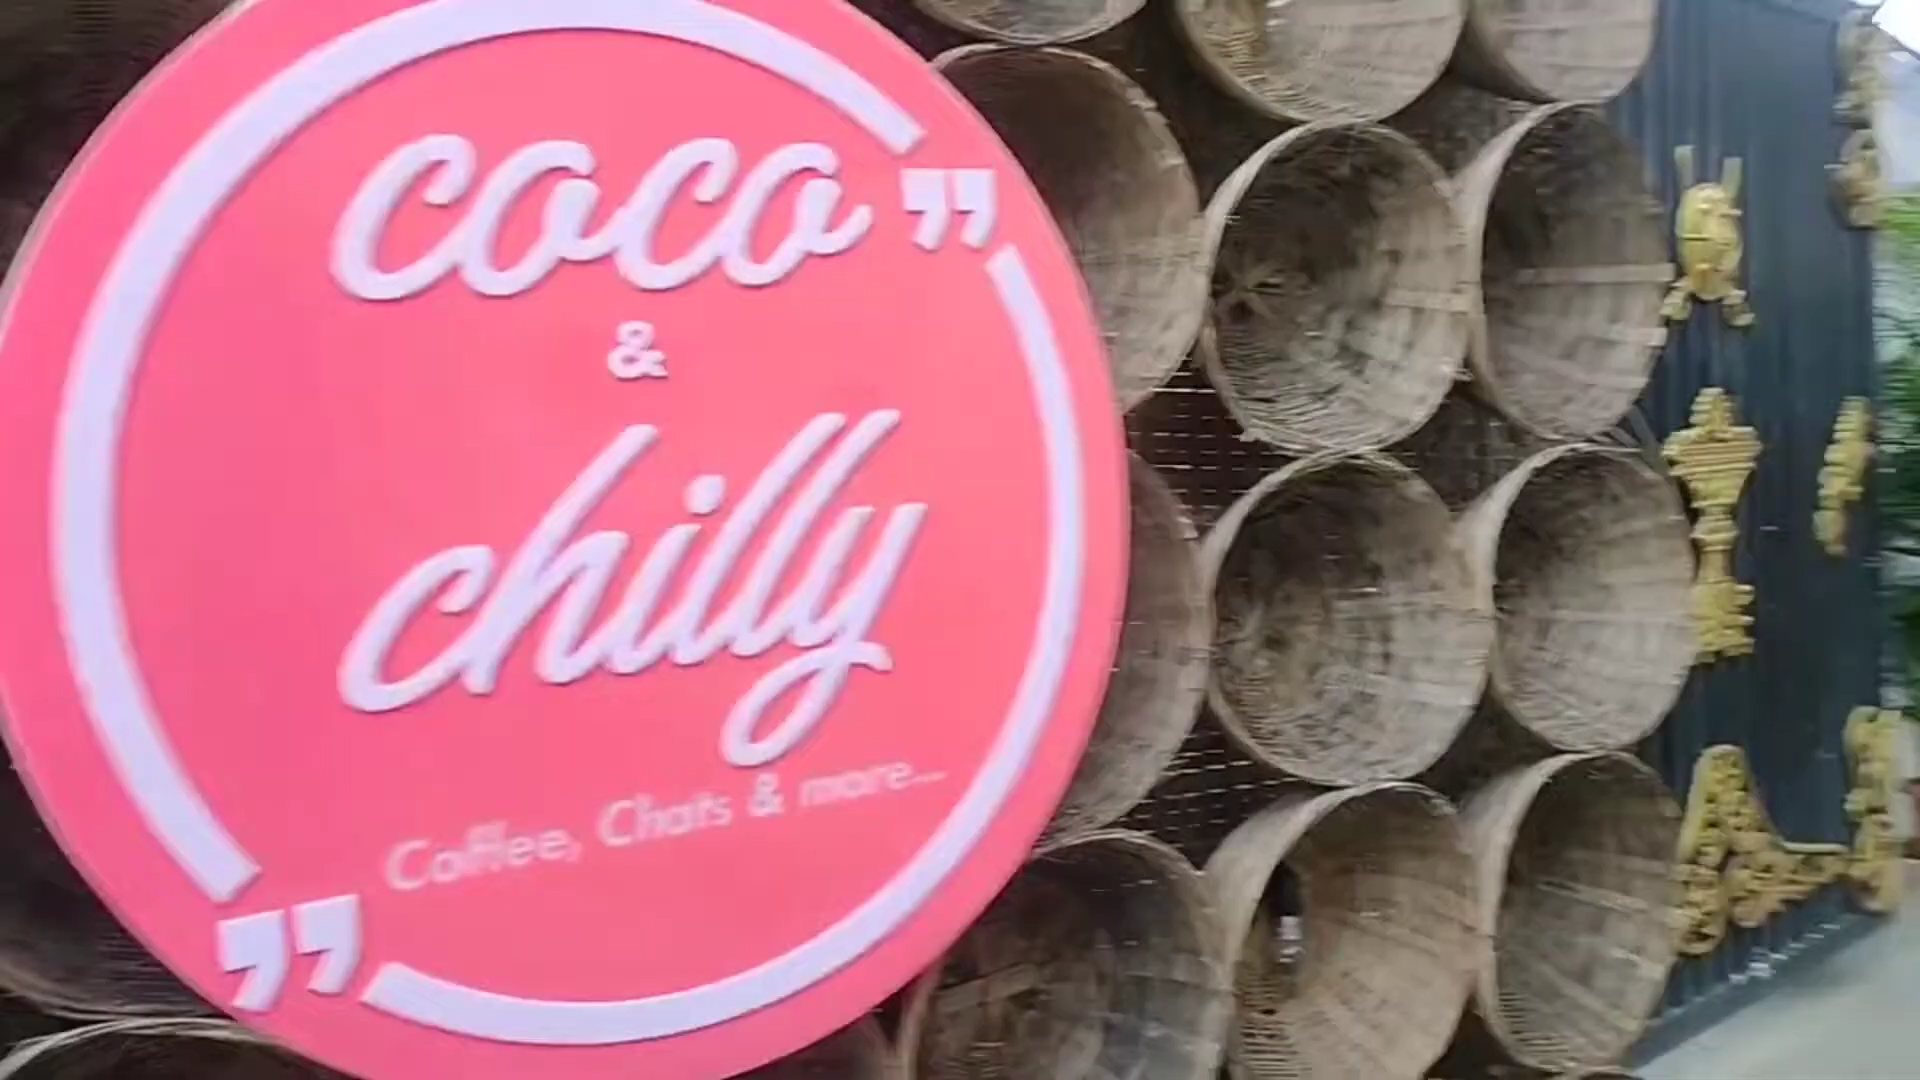 coco ”
&
chilly
Coffee, Chats & more...
”